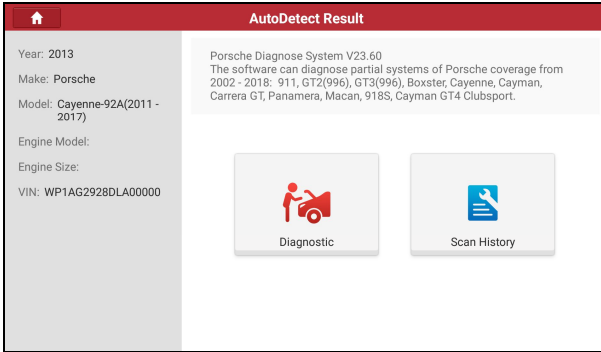 AutoDetect Result
Year: 2013
Make: Porsche
Model: Cayenne-92A(2011 -
2017)
Engine Model:
Engine Size:
VIN: WP1AG2928DLA00000
Porsche Diagnose System V23.60
The software can diagnose partial systems of Porsche coverage from
2002 - 2018: 911, GT2(996), GT3(996), Boxster, Cayenne, Cayman,
Carrera GT, Panamera, Macan, 918S, Cayman GT4 Clubsport.
Diagnostic
Scan History